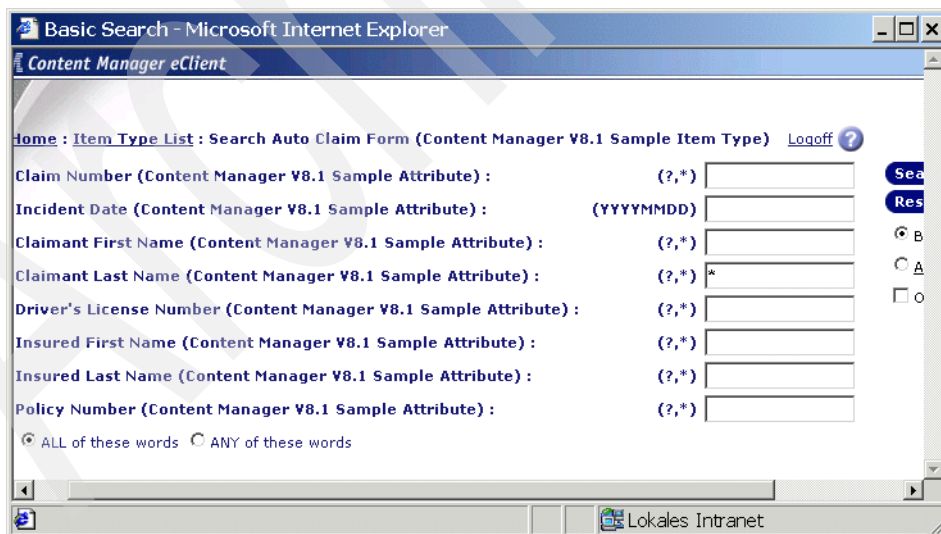 Basic Search - Microsoft Internet Explorer
Content Manager eClient
Home : Item Type List : Search Auto Claim Form (Content Manager V8.1 Sample Item Type) Logoff ?
Claim Number (Content Manager V8.1 Sample Attribute) : (?,*)
Sea
Incident Date (Content Manager V8.1 Sample Attribute) : (YYYYMMDD)
Res
Claimant First Name (Content Manager V8.1 Sample Attribute) : (?,*)
B
Claimant Last Name (Content Manager V8.1 Sample Attribute) : (?,*) *
A
Driver's License Number (Content Manager V8.1 Sample Attribute) : (?,*)
O
Insured First Name (Content Manager V8.1 Sample Attribute) : (?,*)
Insured Last Name (Content Manager V8.1 Sample Attribute) : (?,*)
Policy Number (Content Manager V8.1 Sample Attribute) : (?,*)
ALL of these words ANY of these words
Lokales Intranet